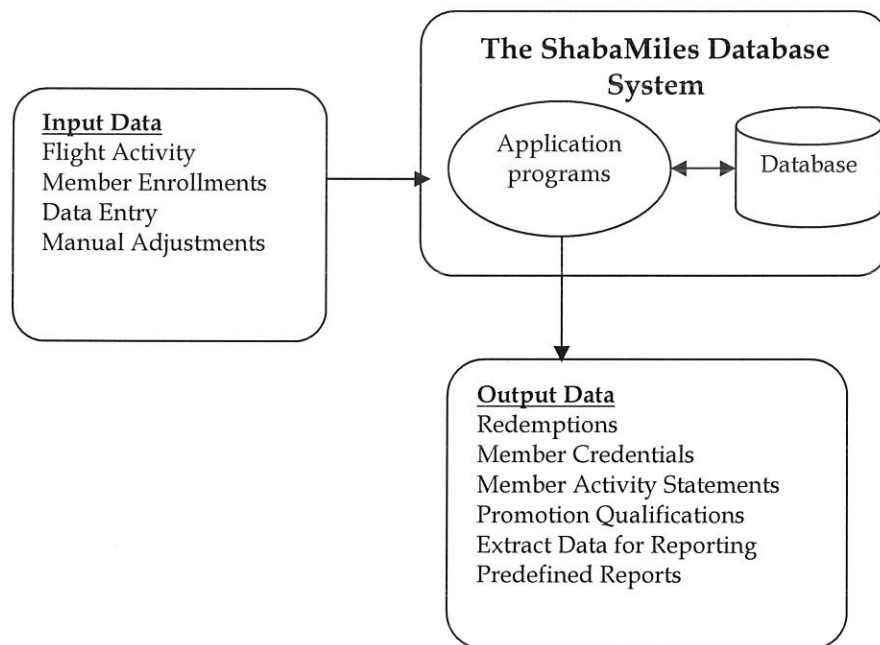 The ShabaMiles Database
System
Input Data
Flight Activity
Member Enrollments
Data Entry
Manual Adjustments
Application
programs
Database
Output Data
Redemptions
Member Credentials
Member Activity Statements
Promotion Qualifications
Extract Data for Reporting
Predefined Reports